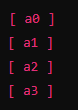 [ a0 ]
[ a1 ]
[ a2 ]
[ a3 ]